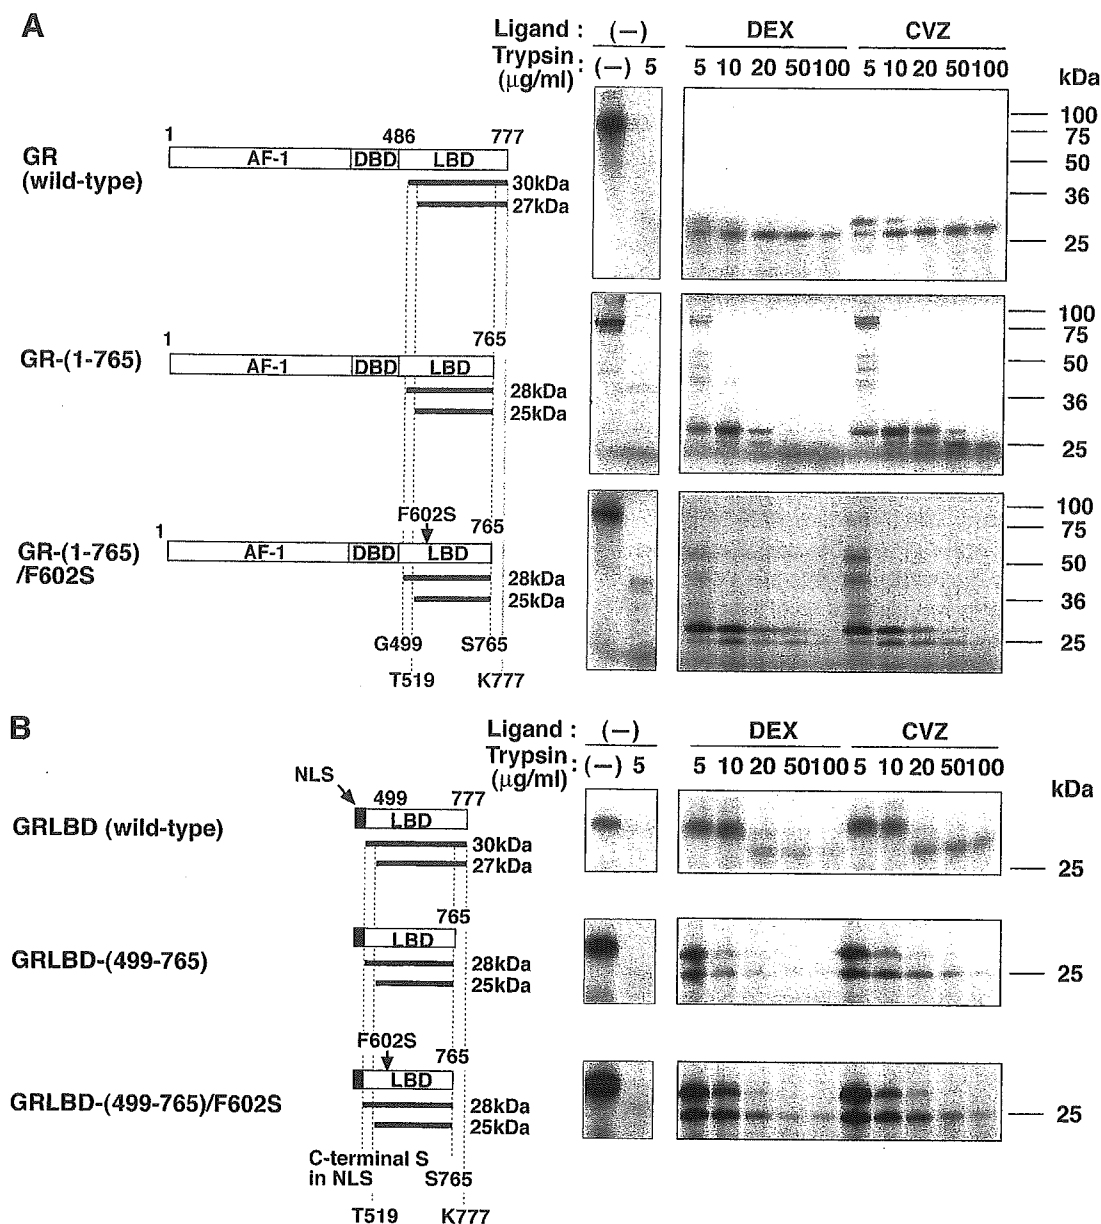 A
Ligand : (—) DEX CVZ
Trypsin : (—) 5 5 10 20 50 100 5 10 20 50 100
(μg/ml)
kDa
1 486 777
GR
(wild-type)
AF-1 DBD LBD
30kDa
27kDa
100
75
50
36
25
1 765
GR-(1-765)
AF-1 DBD LBD
28kDa
25kDa
100
75
50
36
25
F602S
1 765
GR-(1-765)
/F602S
AF-1 DBD LBD
28kDa
25kDa
100
75
50
36
25
G499 S765
T519 K777
B
Ligand : (—) DEX CVZ
Trypsin : (—) 5 5 10 20 50 100 5 10 20 50 100
(μg/ml)
kDa
NLS
499 777
GRLBD (wild-type)
LBD
30kDa
27kDa
25
765
GRLBD-(499-765)
LBD
28kDa
25kDa
25
F602S
765
GRLBD-(499-765)/F602S
LBD
28kDa
25kDa
25
C-terminal S
in NLS
S765
T519 K777